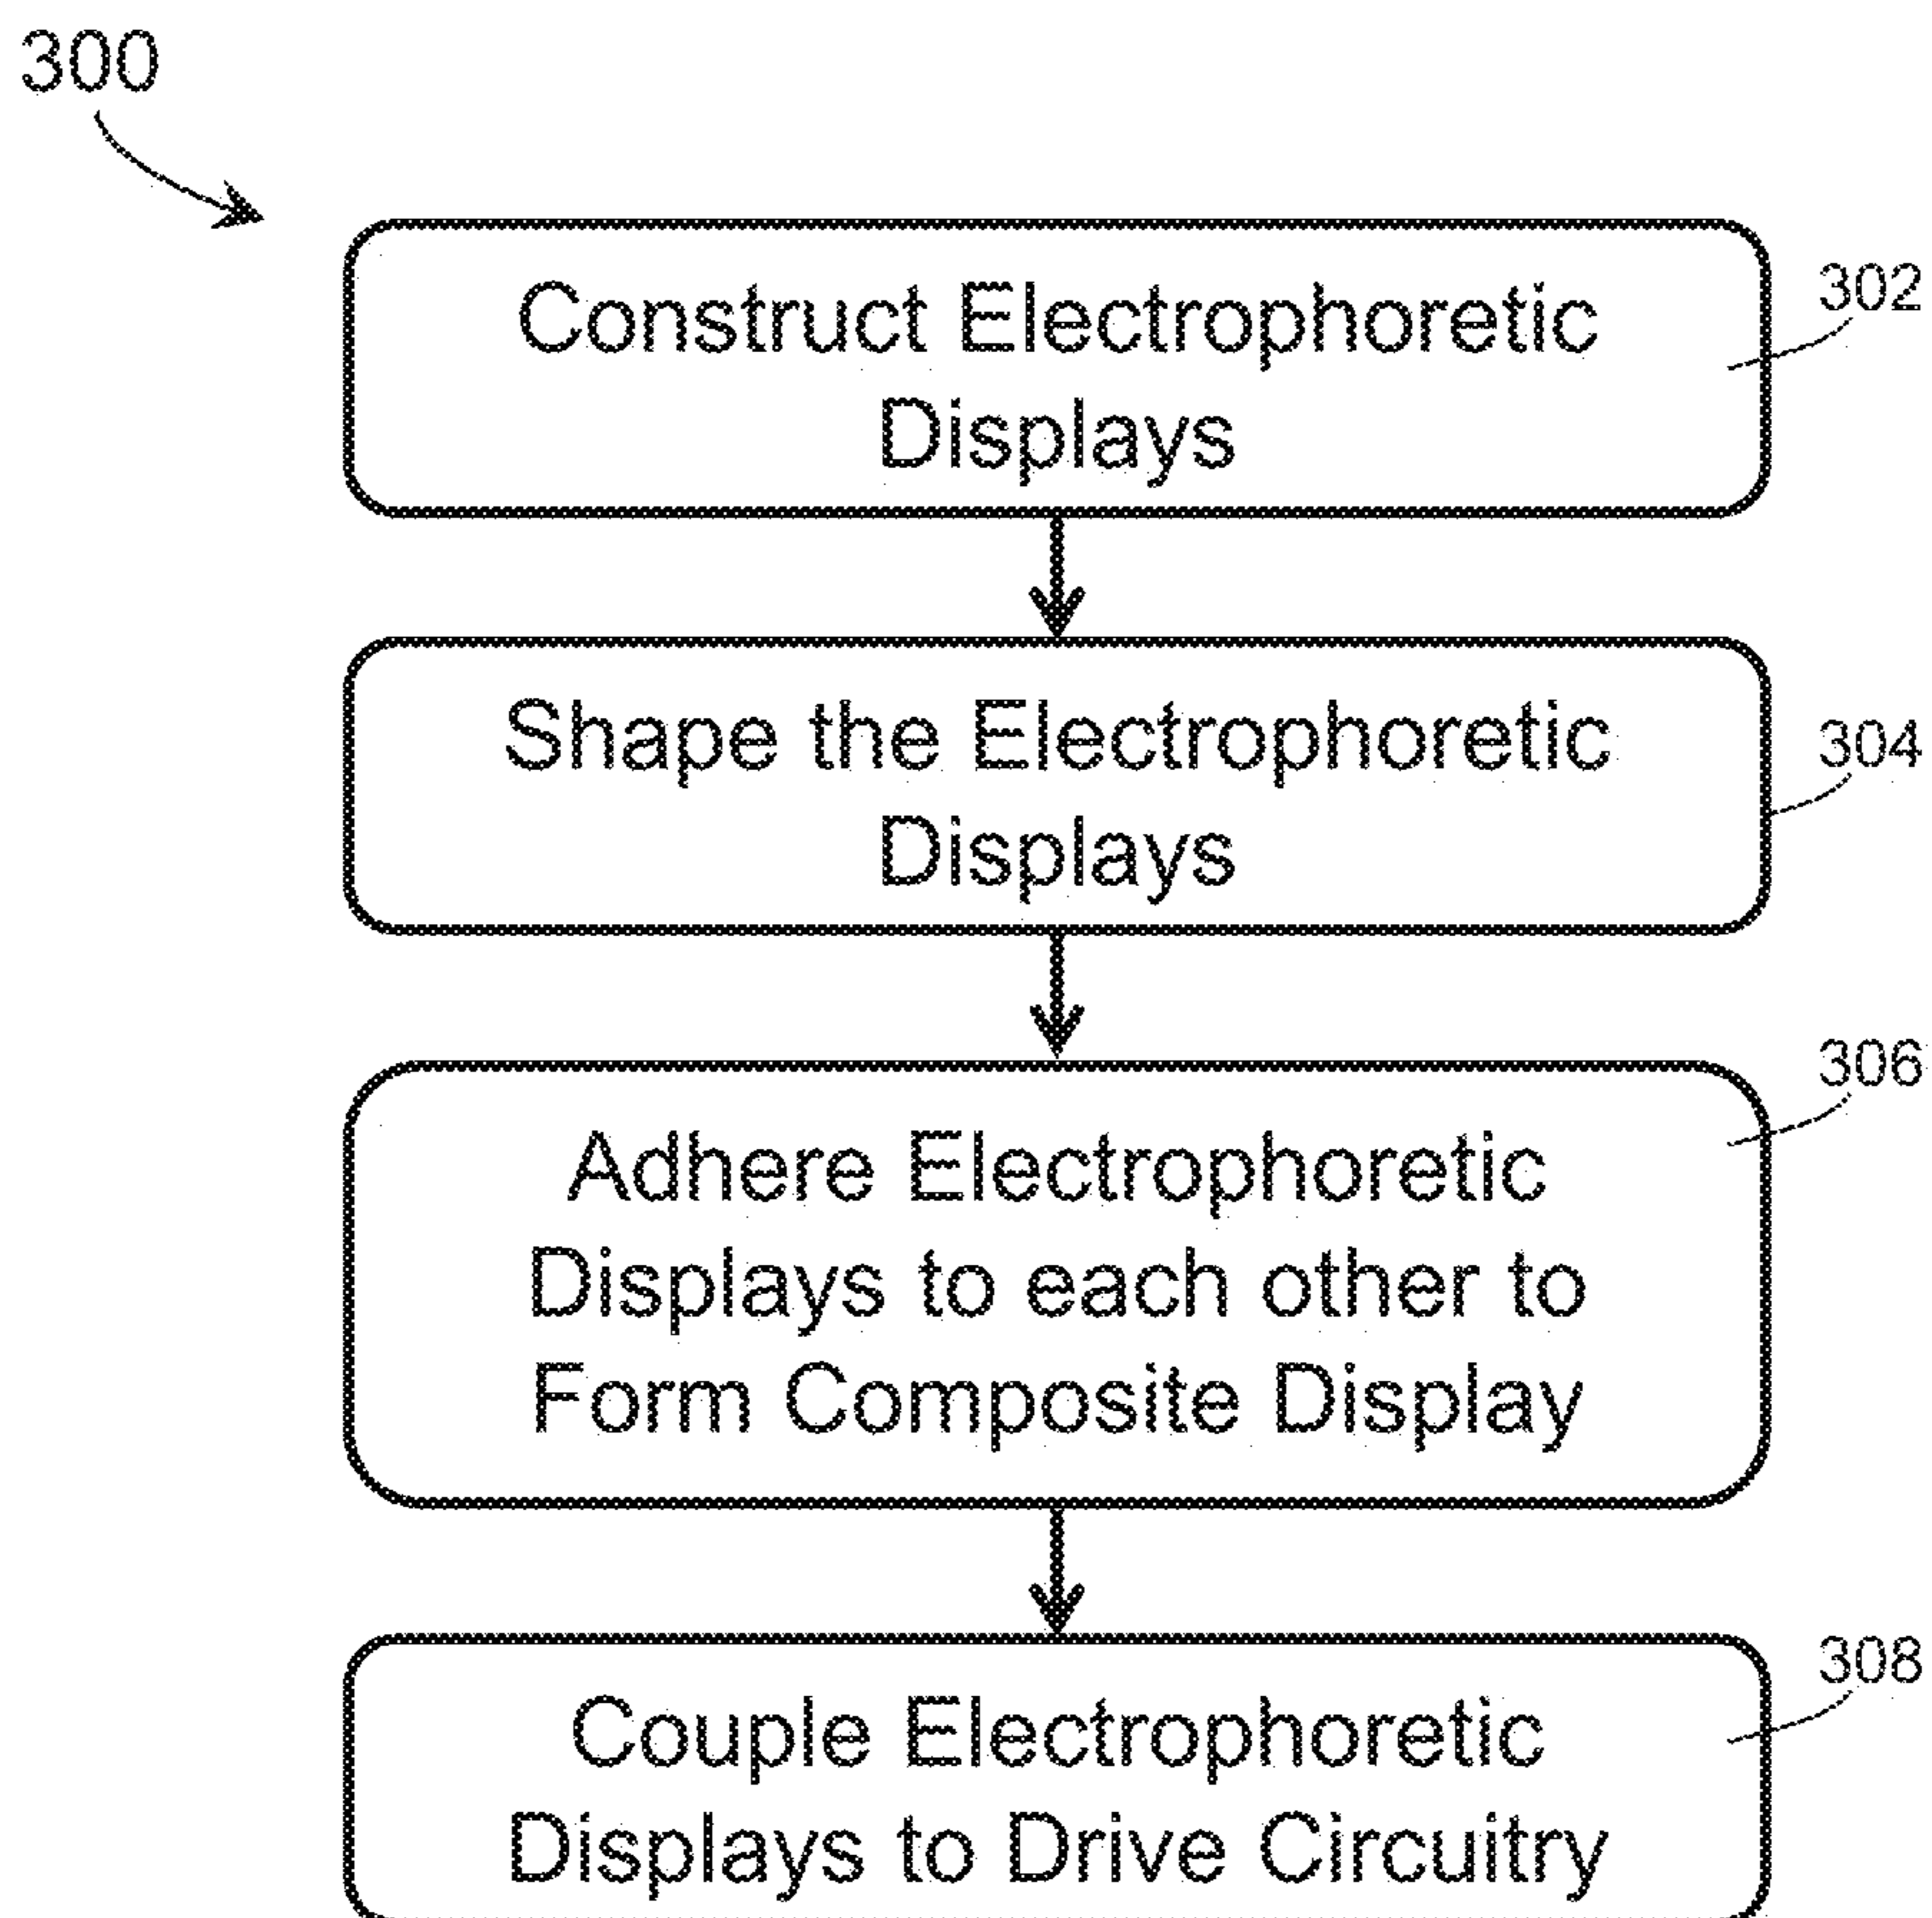 300
Construct Electrophoretic
Displays
302
Shape the Electrophoretic
Displays
304
Adhere Electrophoretic
Displays to each other to
Form Composite Display
306
Couple Electrophoretic
Displays to Drive Circuitry
308